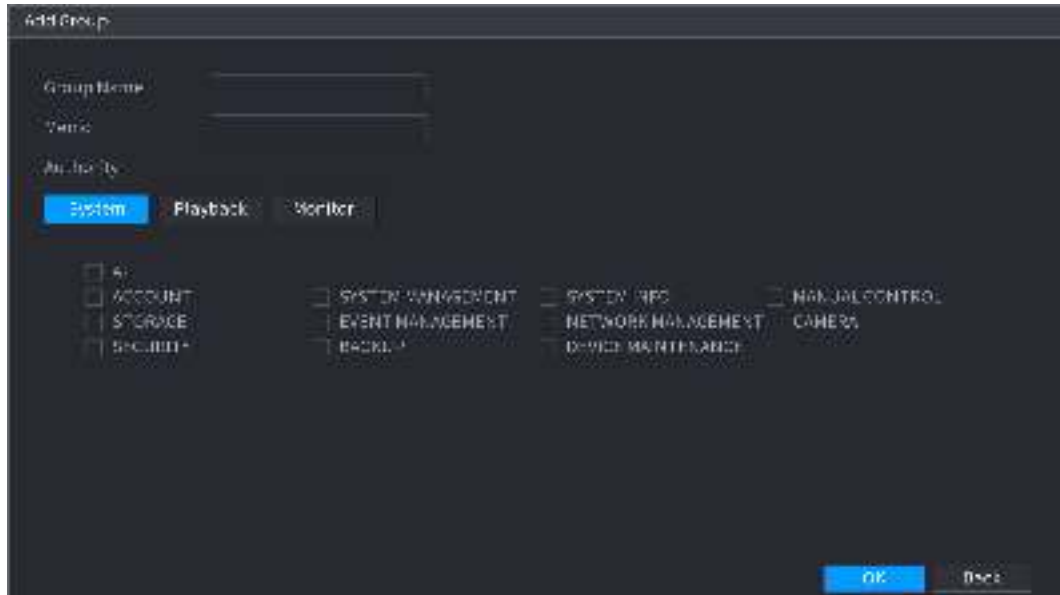 Add Group
Group Name
Memo
Authority
System Playback Monitor
All
ACCOUNT SYSTEM MANAGEMENT SYSTEM INFO MANUAL CONTROL
STORAGE EVENT MANAGEMENT NETWORK MANAGEMENT CAMERA
SECURITY BACKUP DEVICE MAINTENANCE
OK Back